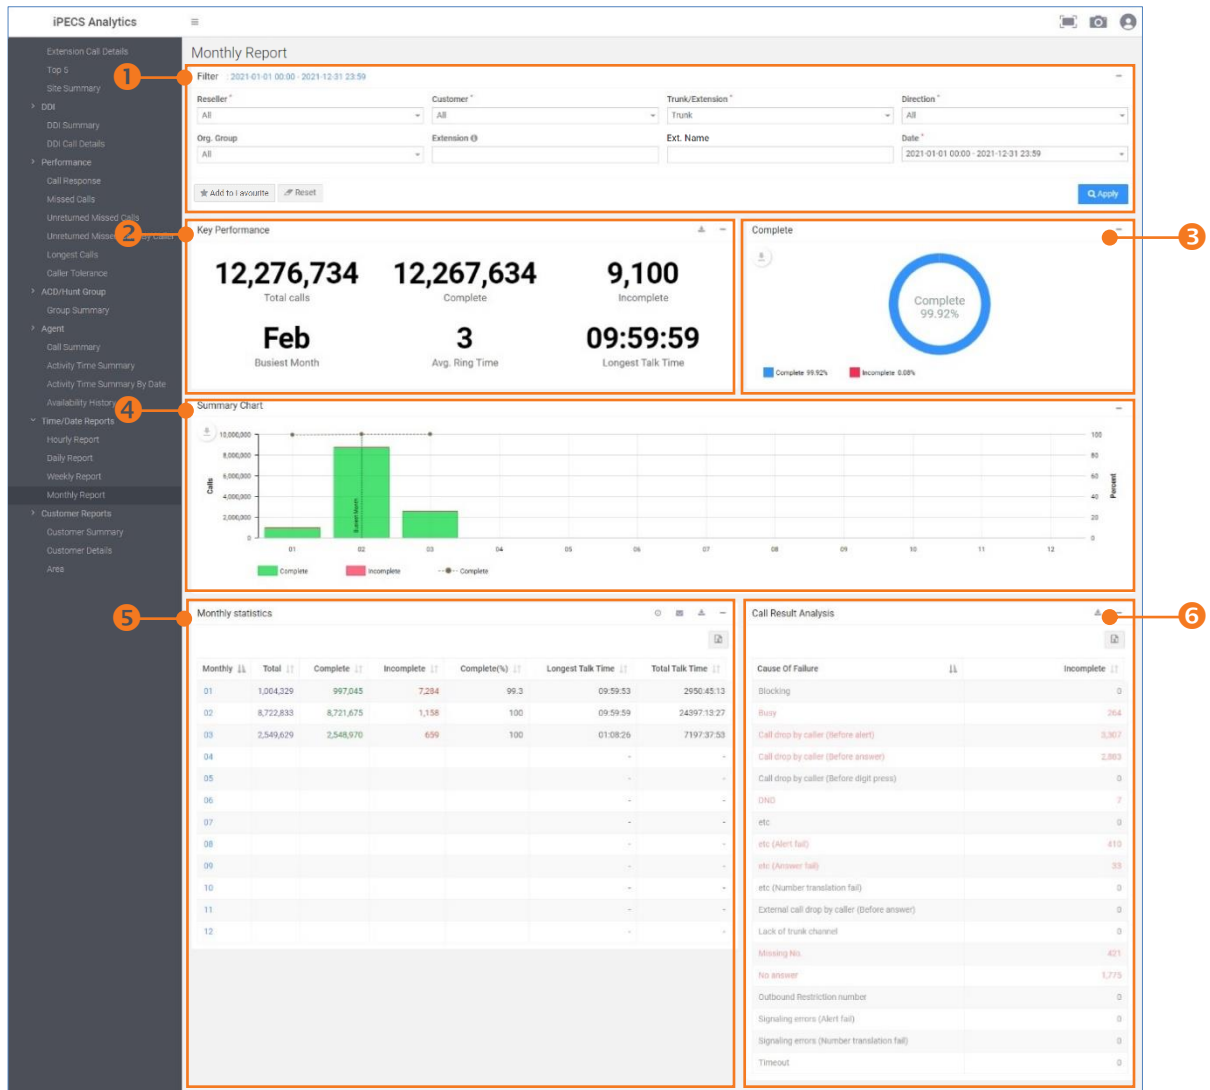 iPECS Analytics
Extension Call Details
Top 5
Site Summary
DDI
DDI Summary
DDI Call Details
Performance
Call Response
Missed Calls
Unreturned Missed Calls
Unreturned Misse By Caller
Longest Calls
Caller Tolerance
ACD/Hunt Group
Group Summary
Agent
Call Summary
Activity Time Summary
Activity Time Summary By Date
Availability History
Time/Date Reports
Hourly Report
Daily Report
Weekly Report
Monthly Report
Customer Reports
Customer Summary
Customer Details
Area
Monthly Report
1
Filter : 2021-01-01 00:00 - 2021-12-31 23:59
Reseller * Customer * Trunk/Extension * Direction *
All All Trunk All
Org. Group Extension Ext. Name Date *
All 2021-01-01 00:00 - 2021-12-31 23:59
Add to Favourite Reset Apply
2
Key Performance
12,276,734 12,267,634 9,100
Total calls Complete Incomplete
Feb 3 09:59:59
Busiest Month Avg. Ring Time Longest Talk Time
3
Complete
Complete
99.92%
Complete 99.92% Incomplete 0.08%
4
Summary Chart
10,000,000 100
8,000,000 80
6,000,000 60
4,000,000 40
2,000,000 20
0 0
Calls
Busiest Month
Percent
01 02 03 04 05 06 07 08 09 10 11 12
Complete Incomplete Complete
5
Monthly statistics
Monthly Total Complete Incomplete Complete(%) Longest Talk Time Total Talk Time
01 1,004,329 997,045 7,284 99.3 09:59:53 2950:45:13
02 8,722,833 8,721,675 1,158 100 09:59:59 24397:13:27
03 2,549,629 2,548,970 659 100 01:08:26 7197:37:53
04 - -
05 - -
06 - -
07 - -
08 - -
09 - -
10 - -
11 - -
12 - -
6
Call Result Analysis
Cause Of Failure Incomplete
Blocking 0
Busy 264
Call drop by caller (Before alert) 3,307
Call drop by caller (Before answer) 2,883
Call drop by caller (Before digit press) 0
DND 7
etc 0
etc (Alert fail) 410
etc (Answer fail) 33
etc (Number translation fail) 0
External call drop by caller (Before answer) 0
Lack of trunk channel 0
Missing No. 421
No answer 1,775
Outbound Restriction number 0
Signaling errors (Alert fail) 0
Signaling errors (Number translation fail) 0
Timeout 0